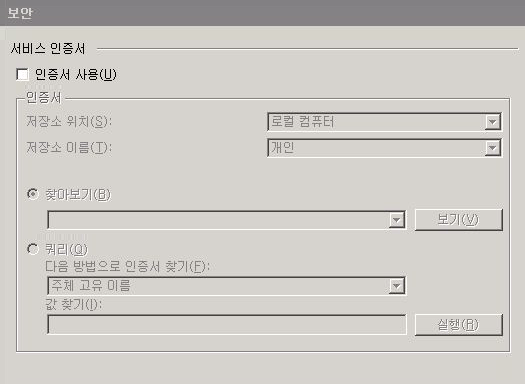 보안
서비스 인증서
인증서 사용(U)
인증서
저장소 위치(S): 로컬 컴퓨터
저장소 이름(T): 개인
찾아보기(B)
보기(V)
쿼리(Q)
다음 방법으로 인증서 찾기(F):
주체 고유 이름
값 찾기(I):
실행(R)